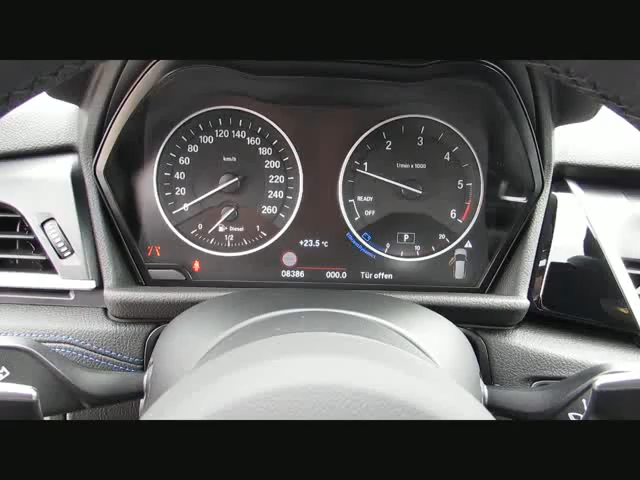 0 20 40 60 80 100 120 140 160 180 200 220 240 260
km/h
0 1/2 1
Diesel
1 2 3 4 5 6
1/min x 1000
READY
OFF
P
0 10 20
+23.5 °C
08386 000.0 Tür offen